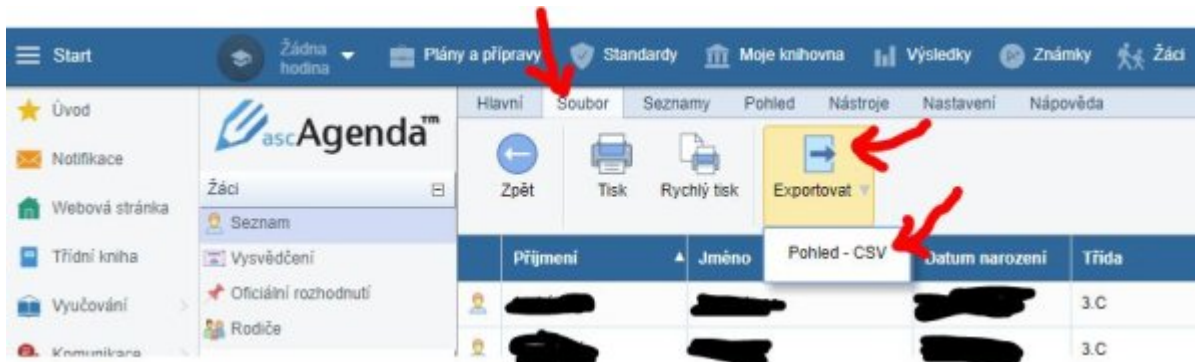 Start
Žádná
hodina
Plány a přípravy
Standardy
Moje knihovna
Výsledky
Známky
Žáci
Úvod
Notifikace
Webová stránka
Třídní kniha
Vyučování
Komunikace
ascAgenda™
Žáci
Seznam
Vysvědčení
Oficiální rozhodnutí
Rodiče
Hlavní Soubor Seznamy Pohled Nástroje Nastavení Nápověda
Zpět Tisk Rychlý tisk Exportovat
Pohled - CSV
Příjmení Jméno Datum narození Třída
3.C
3.C